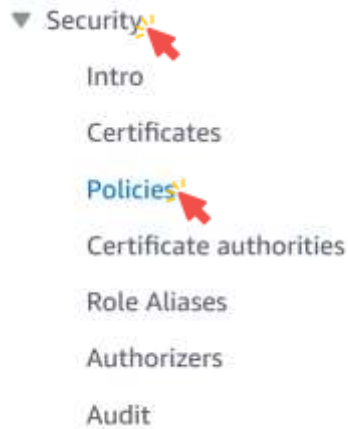 Security
Intro
Certificates
Policies
Certificate authorities
Role Aliases
Authorizers
Audit